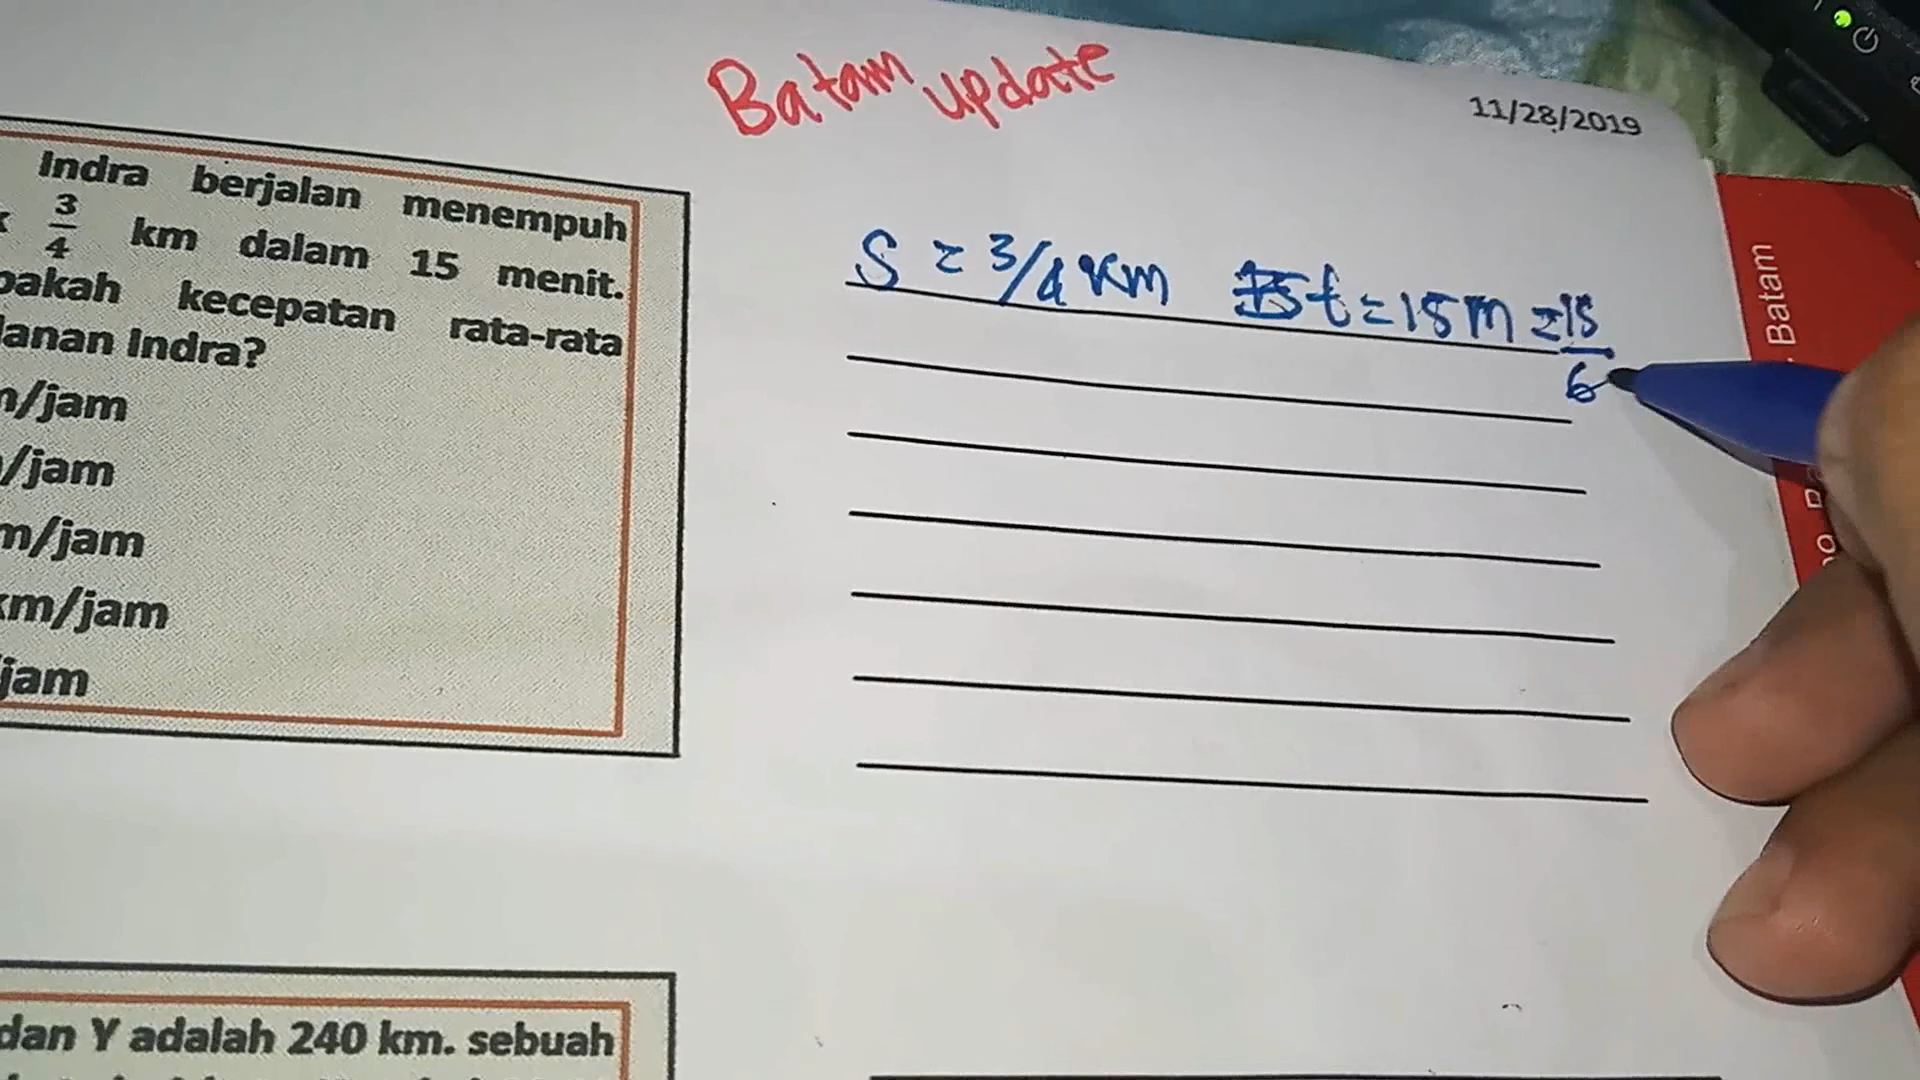 Batam update
11/28/2019
Indra berjalan menempuh
3/4 km dalam 15 menit.
pakah kecepatan rata-rata
lanan Indra?
m/jam
/jam
m/jam
km/jam
jam
S = 3/4 km t = 15 m = 15/6
Batam
dan Y adalah 240 km. sebuah